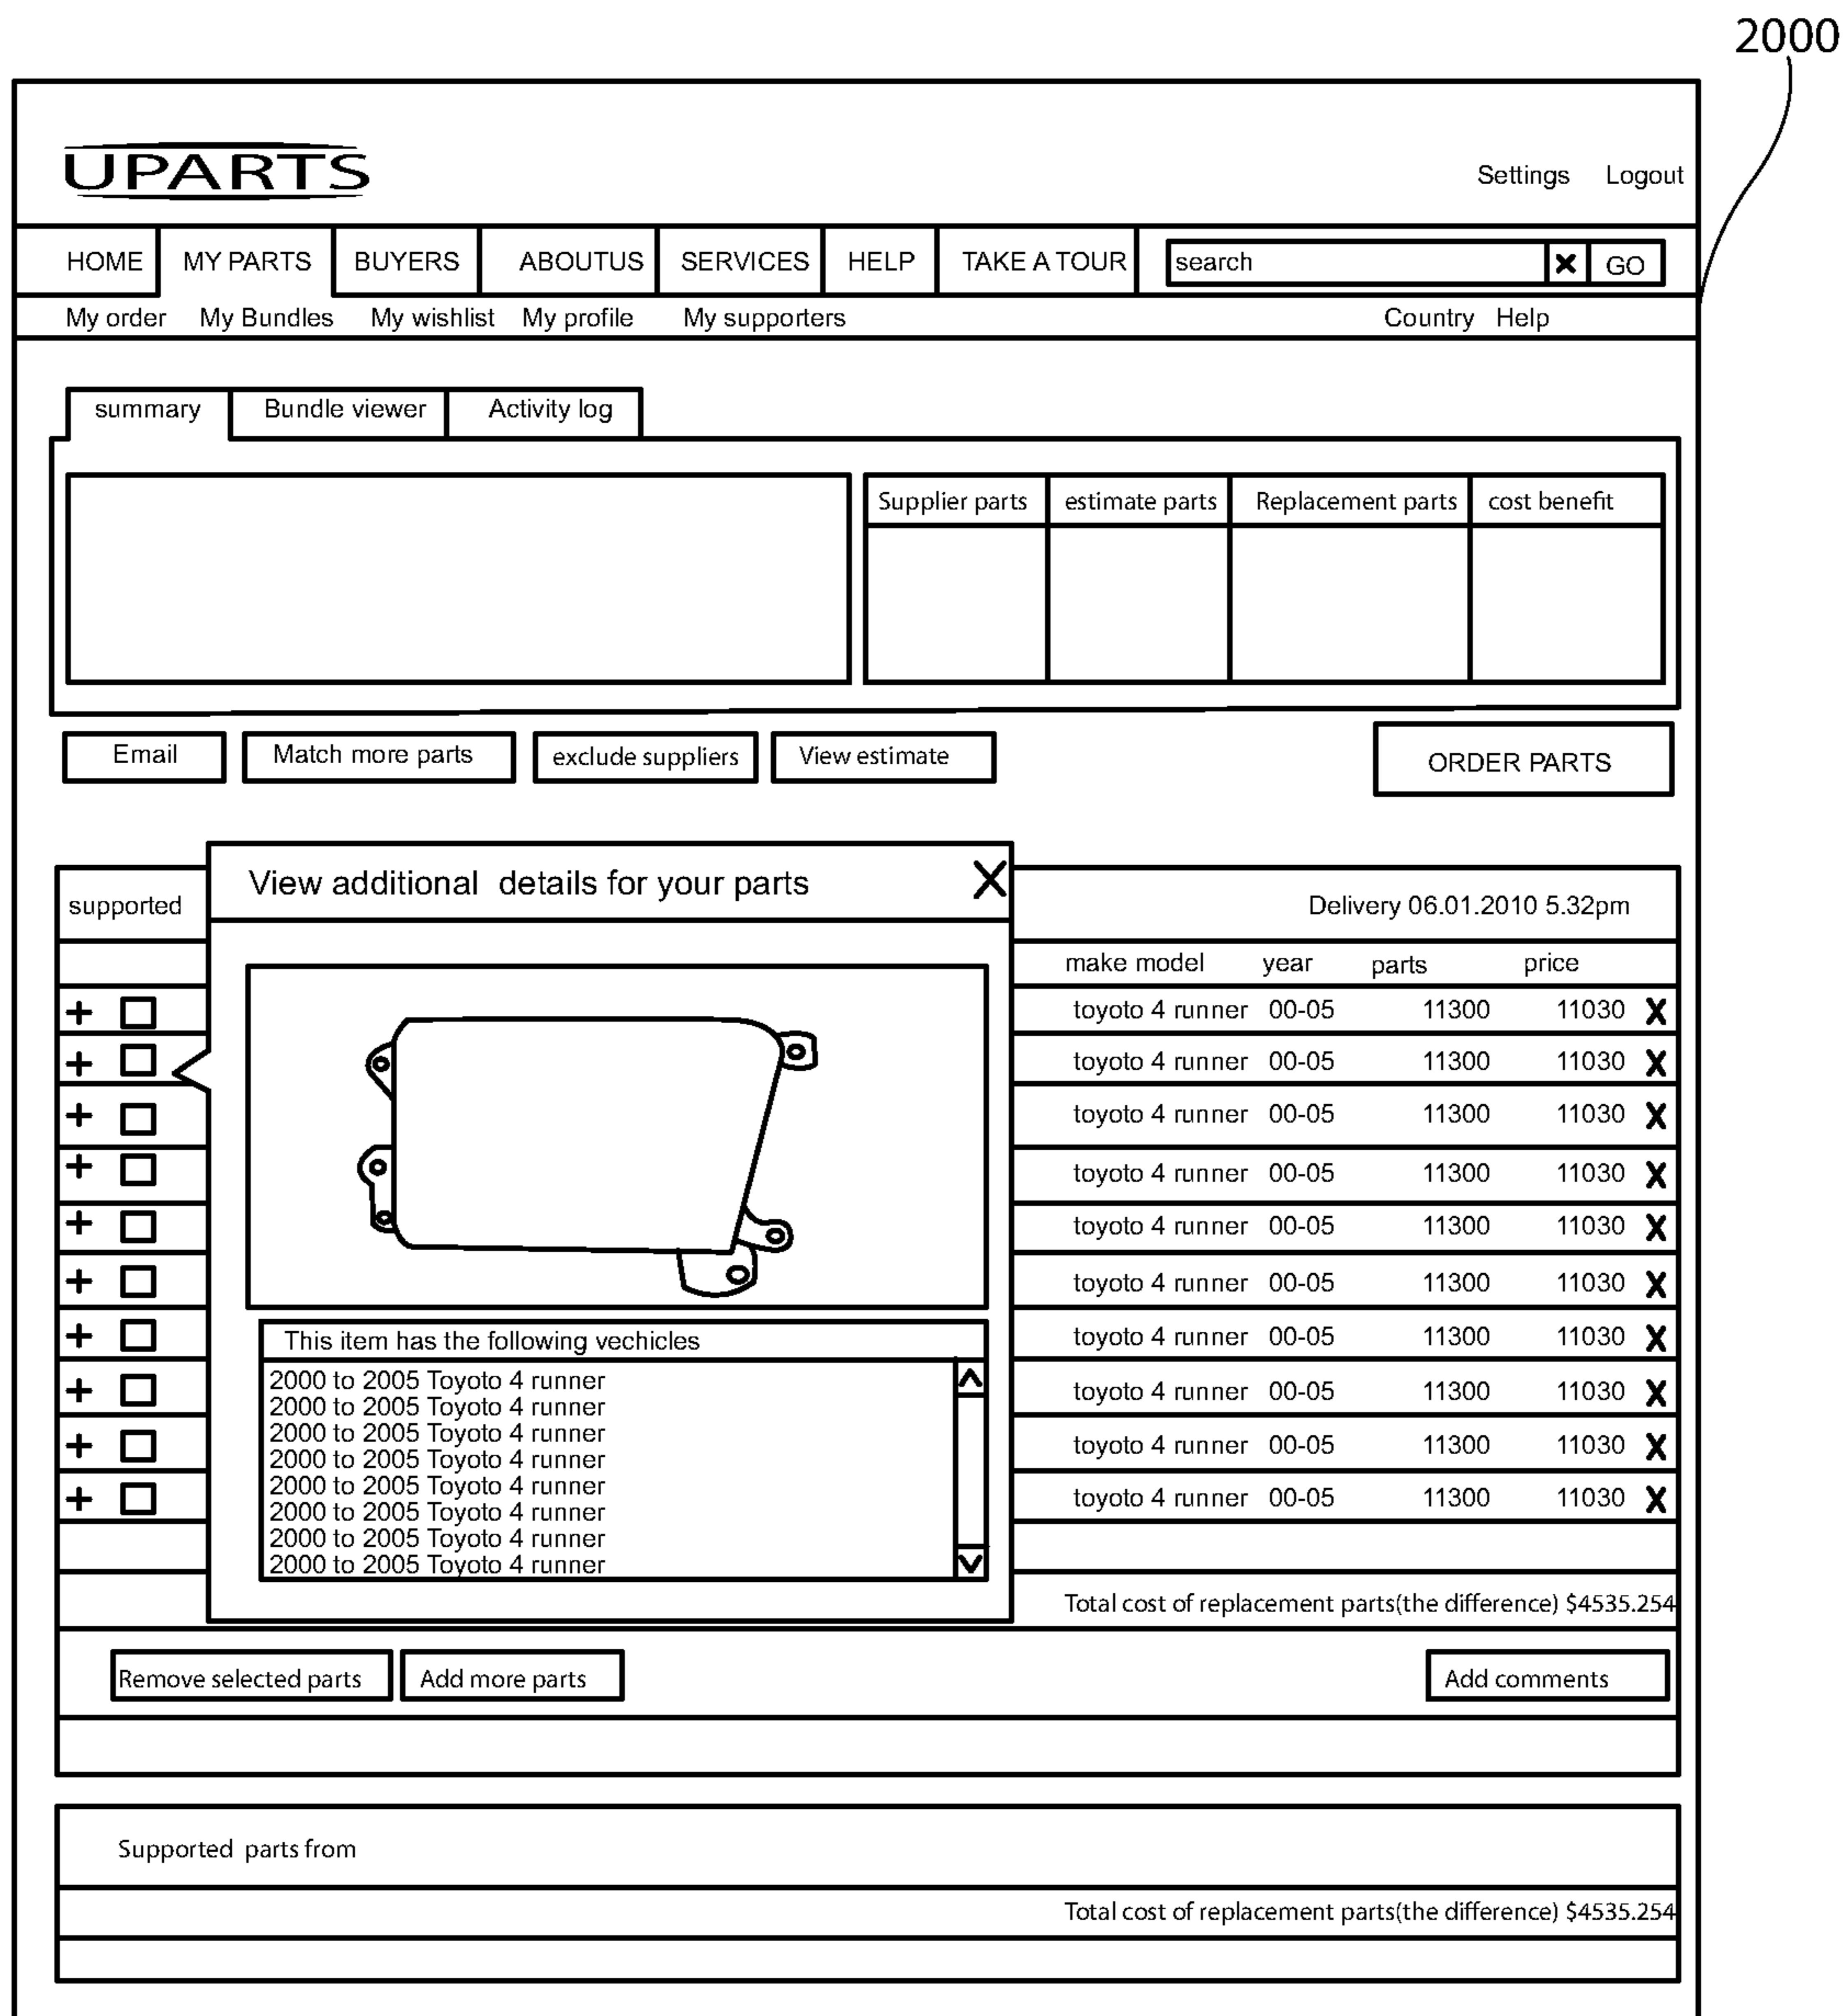 2000
UPARTS
Settings Logout
HOME MY PARTS BUYERS ABOUTUS SERVICES HELP TAKE A TOUR search X GO
My order My Bundles My wishlist My profile My supporters Country Help
summary Bundle viewer Activity log
Supplier parts estimate parts Replacement parts cost benefit
Email Match more parts exclude suppliers View estimate ORDER PARTS
View additional details for your parts X
supported Delivery 06.01.2010 5.32pm
make model year parts price
+ toyoto 4 runner 00-05 11300 11030 X
+ toyoto 4 runner 00-05 11300 11030 X
+ toyoto 4 runner 00-05 11300 11030 X
+ toyoto 4 runner 00-05 11300 11030 X
+ toyoto 4 runner 00-05 11300 11030 X
+ toyoto 4 runner 00-05 11300 11030 X
+ toyoto 4 runner 00-05 11300 11030 X
+ toyoto 4 runner 00-05 11300 11030 X
+ toyoto 4 runner 00-05 11300 11030 X
+ toyoto 4 runner 00-05 11300 11030 X
This item has the following vechicles
2000 to 2005 Toyoto 4 runner
2000 to 2005 Toyoto 4 runner
2000 to 2005 Toyoto 4 runner
2000 to 2005 Toyoto 4 runner
2000 to 2005 Toyoto 4 runner
2000 to 2005 Toyoto 4 runner
2000 to 2005 Toyoto 4 runner
2000 to 2005 Toyoto 4 runner
Total cost of replacement parts(the difference) $4535.254
Remove selected parts Add more parts Add comments
Supported parts from
Total cost of replacement parts(the difference) $4535.254